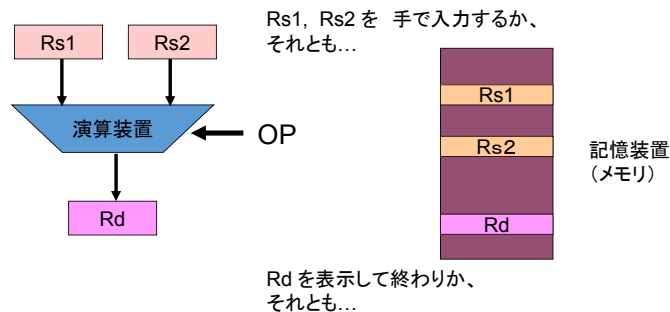 Rs1, Rs2 を 手で入力するか、
それとも…
Rs1
Rs2
演算装置
OP
Rd
Rs1
Rs2
Rd
記憶装置
（メモリ）
Rd を表示して終わりか、
それとも…